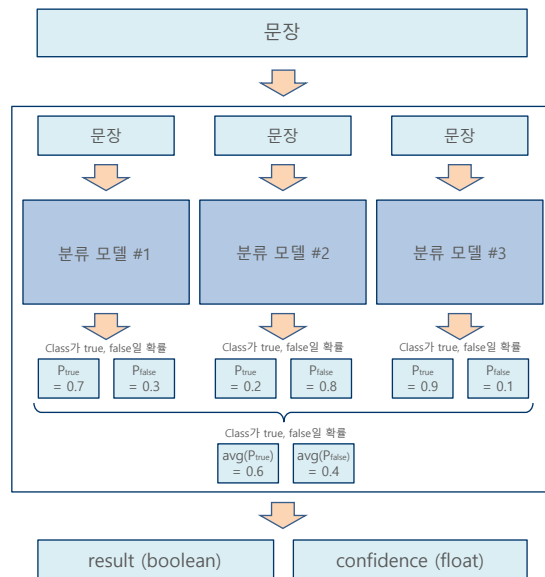 문장
문장 문장 문장
분류 모델 #1 분류 모델 #2 분류 모델 #3
Class가 true, false일 확률 Class가 true, false일 확률 Class가 true, false일 확률
Ptrue Pfalse Ptrue Pfalse Ptrue Pfalse
= 0.7 = 0.3 = 0.2 = 0.8 = 0.9 = 0.1
Class가 true, false일 확률
avg(Ptrue) avg(Pfalse)
= 0.6 = 0.4
result (boolean) confidence (float)